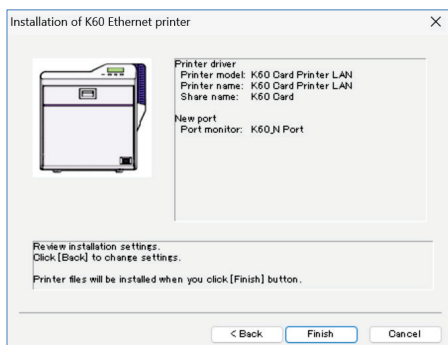 Installation of K60 Ethernet printer
Printer driver
Printer model: K60 Card Printer LAN
Printer name: K60 Card Printer LAN
Share name: K60 Card
New port
Port monitor: K60_N Port
Review installation settings.
Click [Back] to change settings.
Printer files will be installed when you click [Finish] button.
< Back
Finish
Cancel